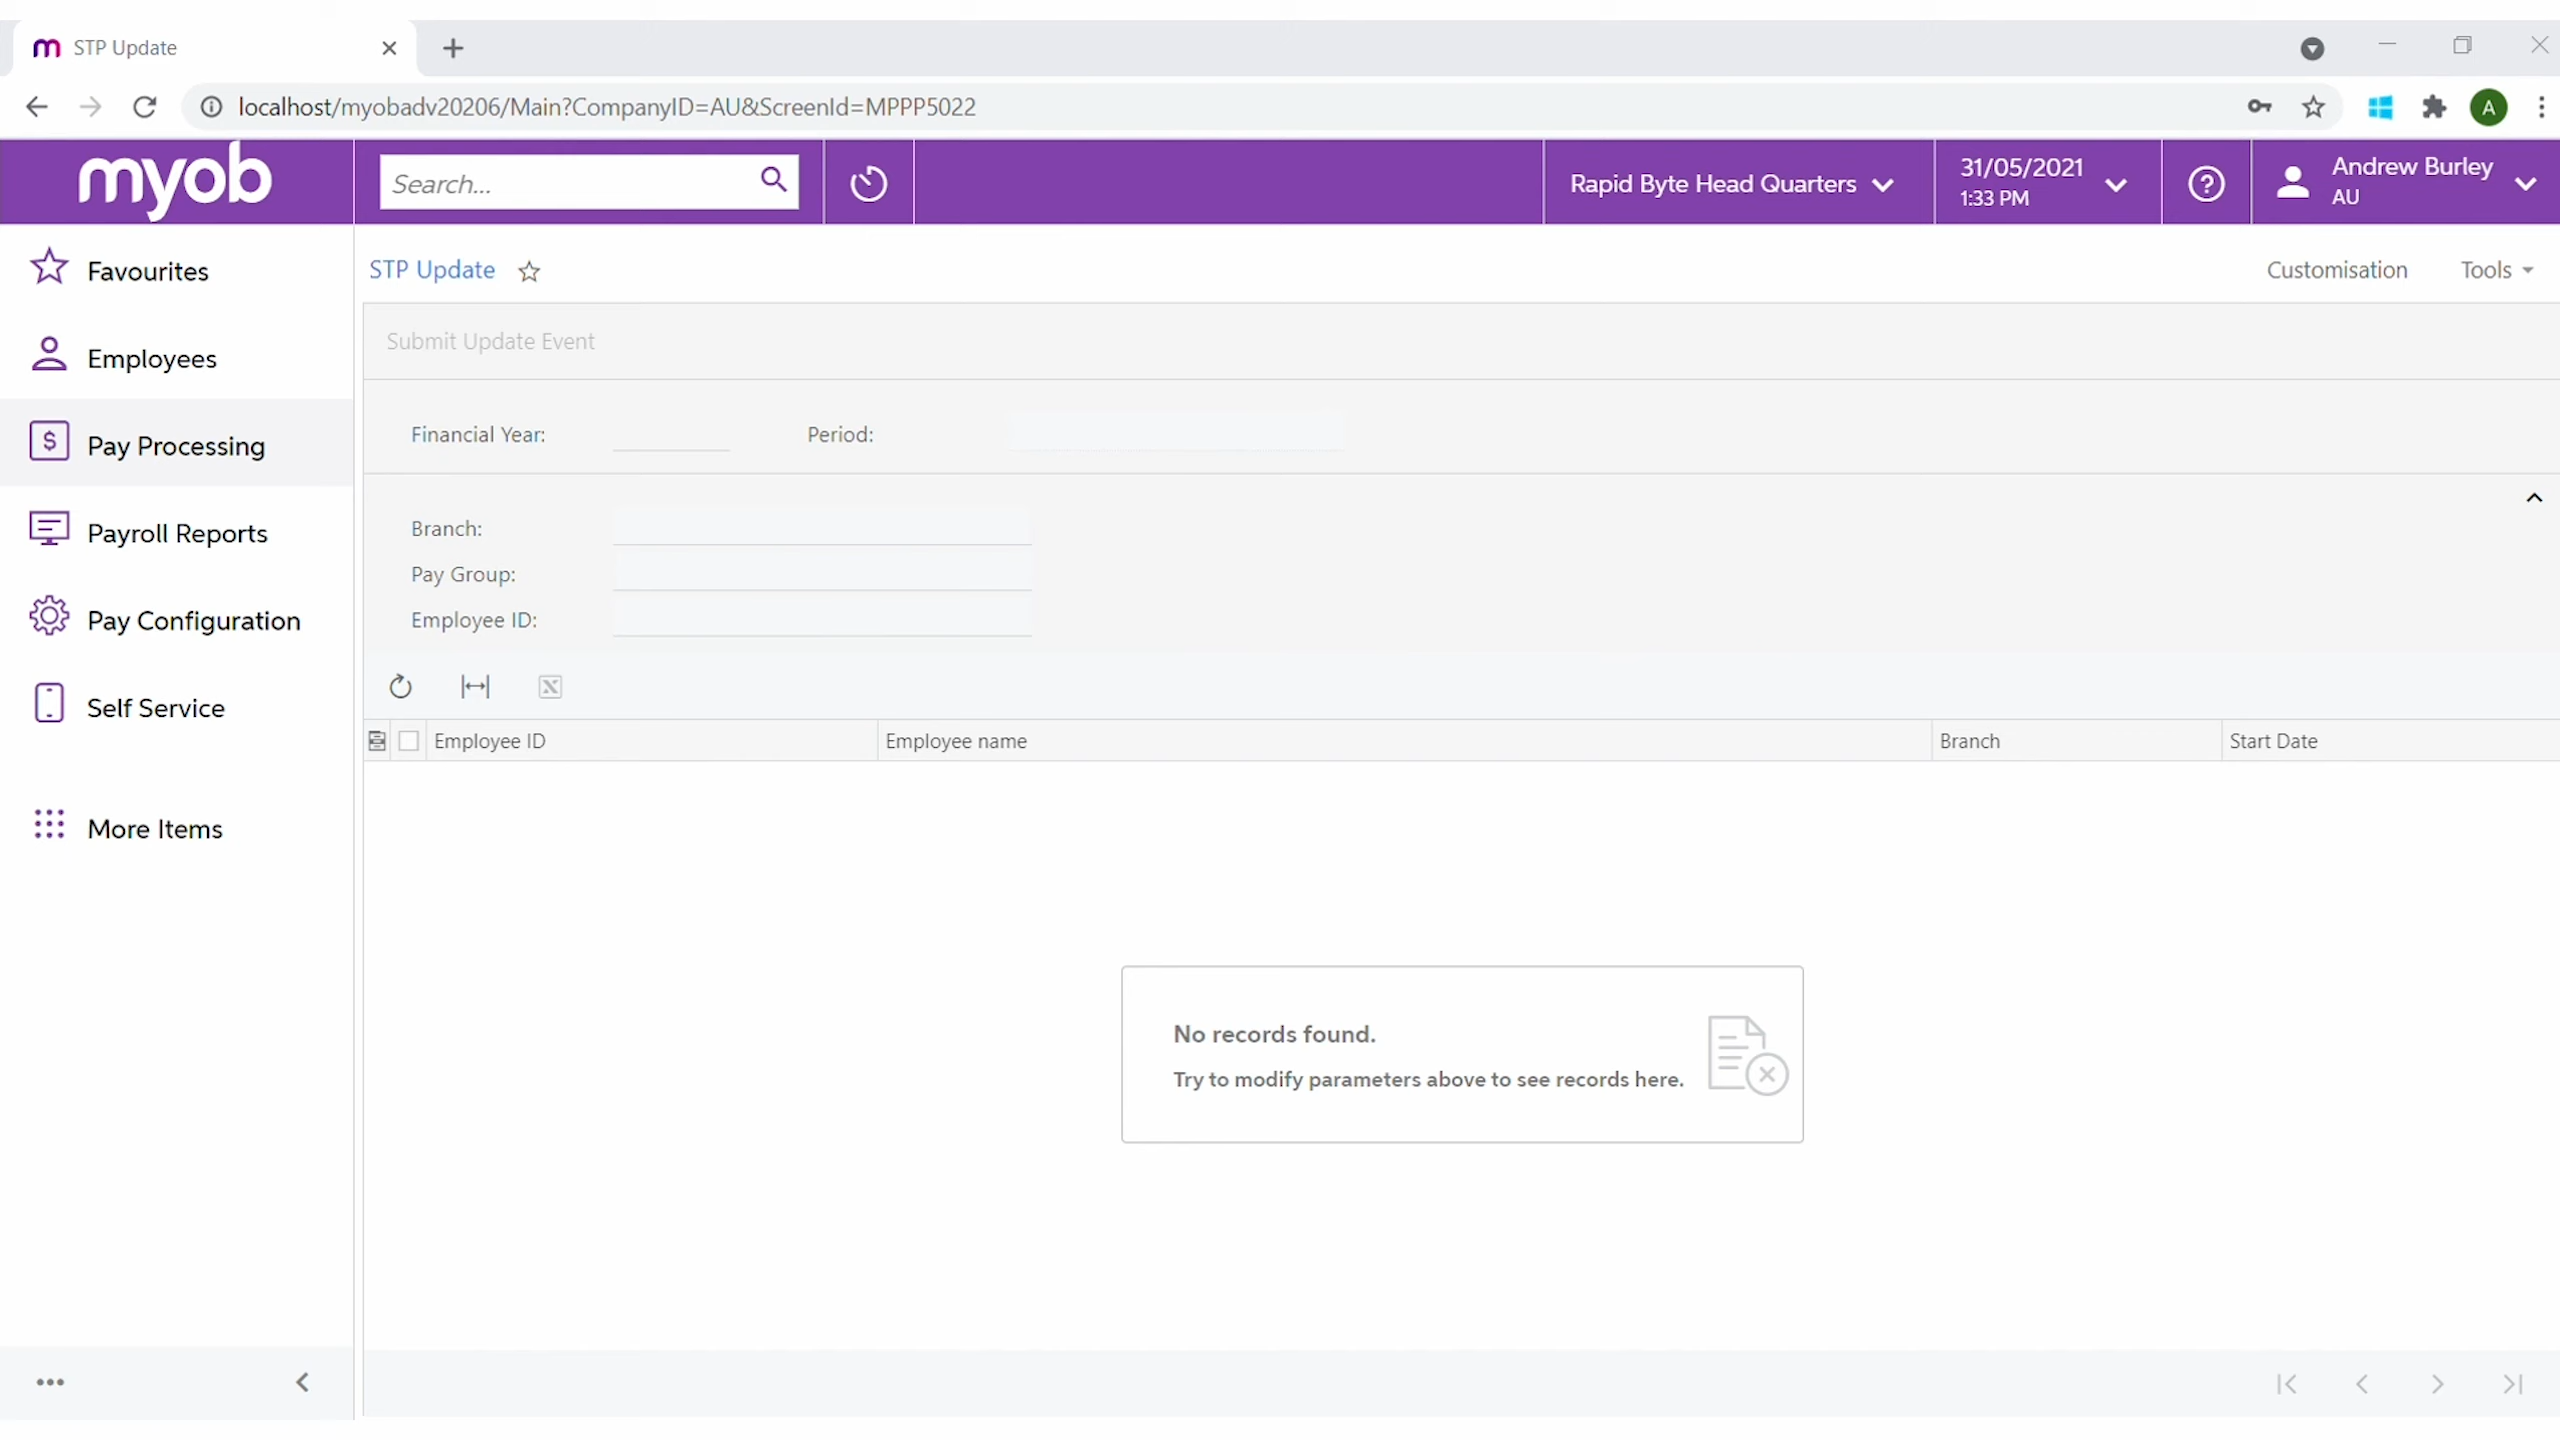 STP Update
localhost/myobadv20206/Main?CompanyID=AU&ScreenId=MPPP5022
A
myob
Search...
Rapid Byte Head Quarters
31/05/2021
1:33 PM
Andrew Burley
AU
Favourites
Employees
Pay Processing
Payroll Reports
Pay Configuration
Self Service
More Items
STP Update
Customisation
Tools
Submit Update Event
Financial Year:
Period:
Branch:
Pay Group:
Employee ID:
Employee ID
Employee name
Branch
Start Date
No records found.
Try to modify parameters above to see records here.